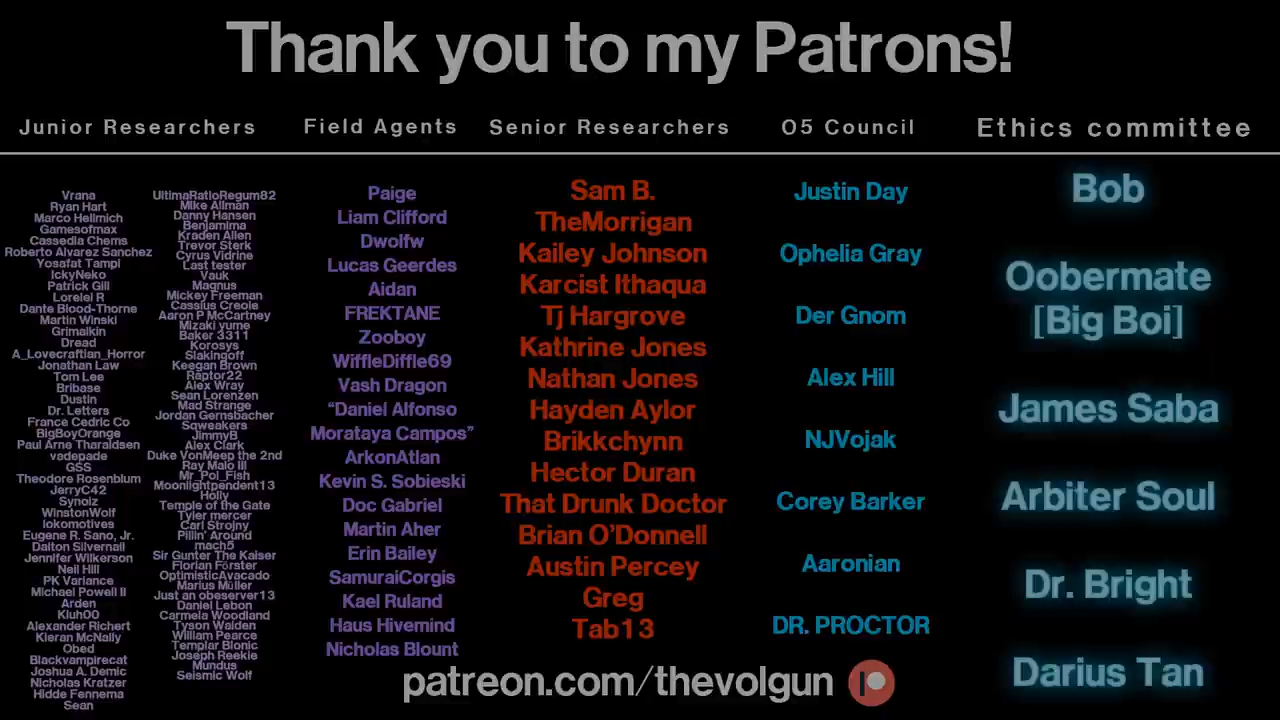 Thank you to my Patrons!
Junior Researchers
Field Agents
Senior Researchers
O5 Council
Ethics committee
Vrana
Ryan Hart
Marco Hellmich
Gamesofmax
Cassedia Chems
Roberto Alvarez Sanchez
Yosafat Tampi
IckyNeko
Patrick Gill
Lorelei R
Dante Blood-Thorne
Martin Winski
Grimalkin
Dread
A_Lovecraftian_Horror
Jonathan Law
Tom Lee
Bribase
Dustin
Dr. Letters
France Cedric Co
BigBoyOrange
Paul Arne Tharaldsen
vadepade
GSS
Theodore Rosenblum
JerryC42
Synoiz
WinstonWolf
lokomotives
Eugene R. Sano, Jr.
Dalton Silvernail
Jennifer Wilkerson
Neil Hill
PK Variance
Michael Powell II
Arden
Kluh00
Alexander Richert
Kieran McNally
Obed
Blackvampirecat
Joshua A. Demic
Nicholas Kratzer
Hidde Fennema
Sean
UltimaRatioRegum82
Mike Allman
Danny Hansen
Benjamima
Kraden Allen
Trevor Sterk
Cyrus Vidrine
Last tester
Vauk
Magnus
Mickey Freeman
Cassius Creole
Aaron P McCartney
Mizaki yume
Baker 3311
Korosys
Slakingoff
Keegan Brown
Raptor22
Alex Wray
Sean Lorenzen
Mad Strange
Jordan Gernsbacher
Sqweakers
JimmyB
Alex Clark
Duke VonMeep the 2nd
Ray Malo III
Mr_Pol_Fish
Moonlightpendent13
Holly
Temple of the Gate
Tyler mercer
Carl Strojny
Pillin' Around
mach5
Sir Gunter The Kaiser
Florian Förster
OptimisticAvacado
Marius Müller
Just an obeserver13
Daniel Lebon
Carmela Woodland
Tyson Walden
William Pearce
Templar Bionic
Joseph Reekie
Mundus
Seismic Wolf
Paige
Liam Clifford
Dwolfw
Lucas Geerdes
Aidan
FREKTANE
Zooboy
WiffleDiffle69
Vash Dragon
“Daniel Alfonso
Morataya Campos”
ArkonAtlan
Kevin S. Sobieski
Doc Gabriel
Martin Aher
Erin Bailey
SamuraiCorgis
Kael Ruland
Haus Hivemind
Nicholas Blount
Sam B.
TheMorrigan
Kailey Johnson
Karcist Ithaqua
Tj Hargrove
Kathrine Jones
Nathan Jones
Hayden Aylor
Brikkchynn
Hector Duran
That Drunk Doctor
Brian O’Donnell
Austin Percey
Greg
Tab13
Justin Day
Ophelia Gray
Der Gnom
Alex Hill
NJVojak
Corey Barker
Aaronian
DR. PROCTOR
Bob
Oobermate
[Big Boi]
James Saba
Arbiter Soul
Dr. Bright
Darius Tan
patreon.com/thevolgun